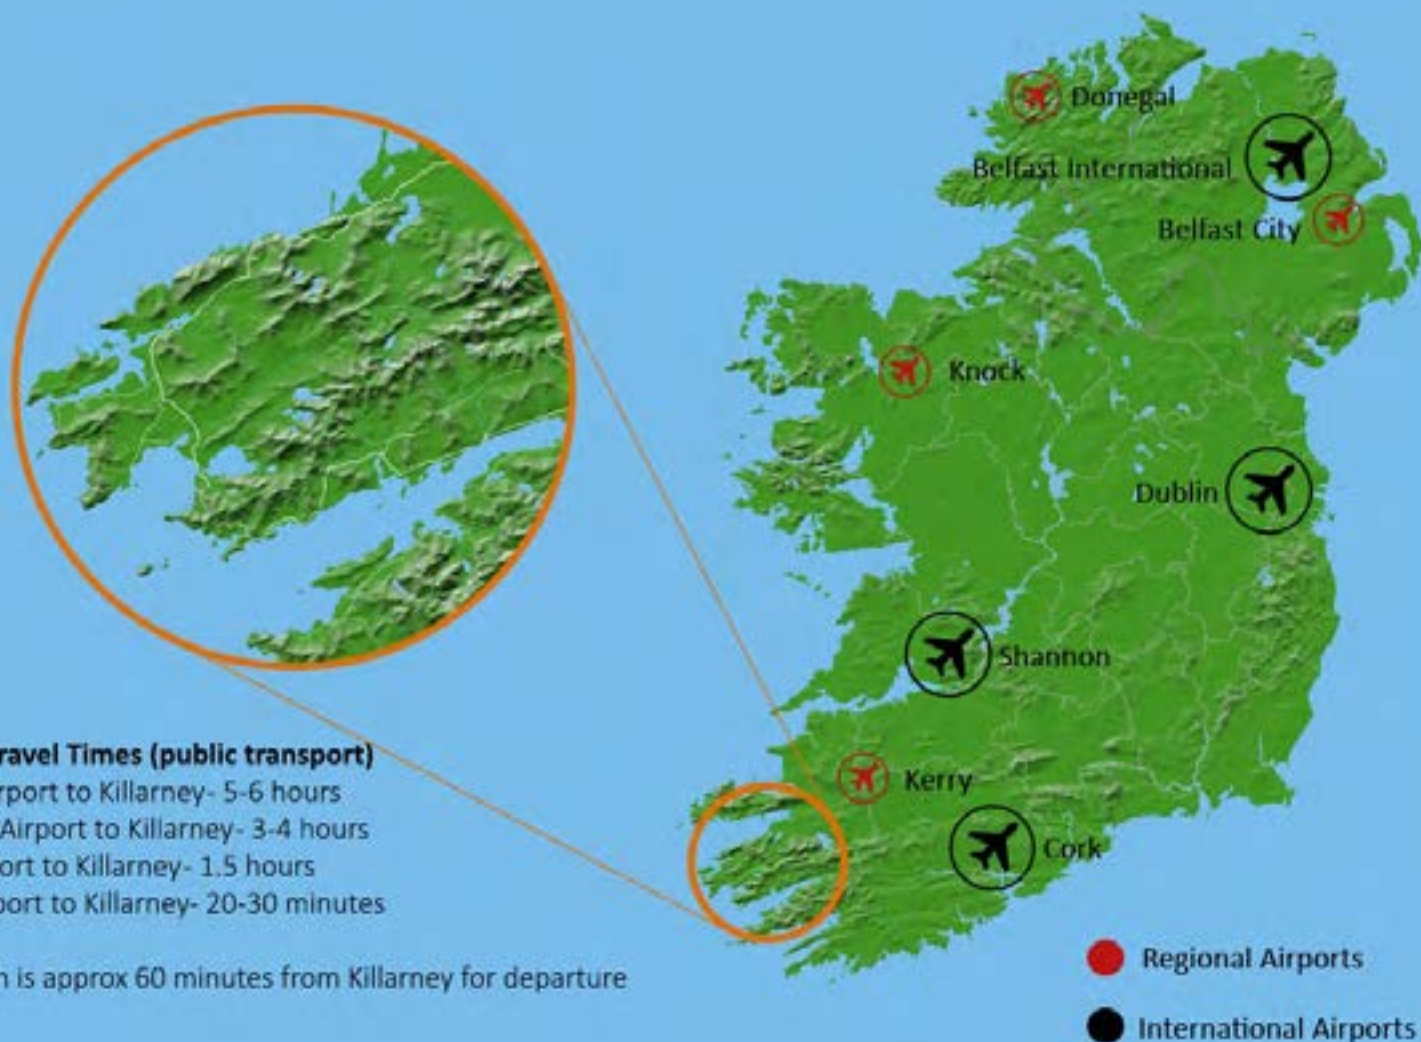 Donegal
Belfast International
Belfast City
Knock
Dublin
Shannon
Kerry
Cork
ravel Times (public transport)
rport to Killarney- 5-6 hours
Airport to Killarney- 3-4 hours
ort to Killarney- 1.5 hours
port to Killarney- 20-30 minutes
n is approx 60 minutes from Killarney for departure
Regional Airports
International Airports